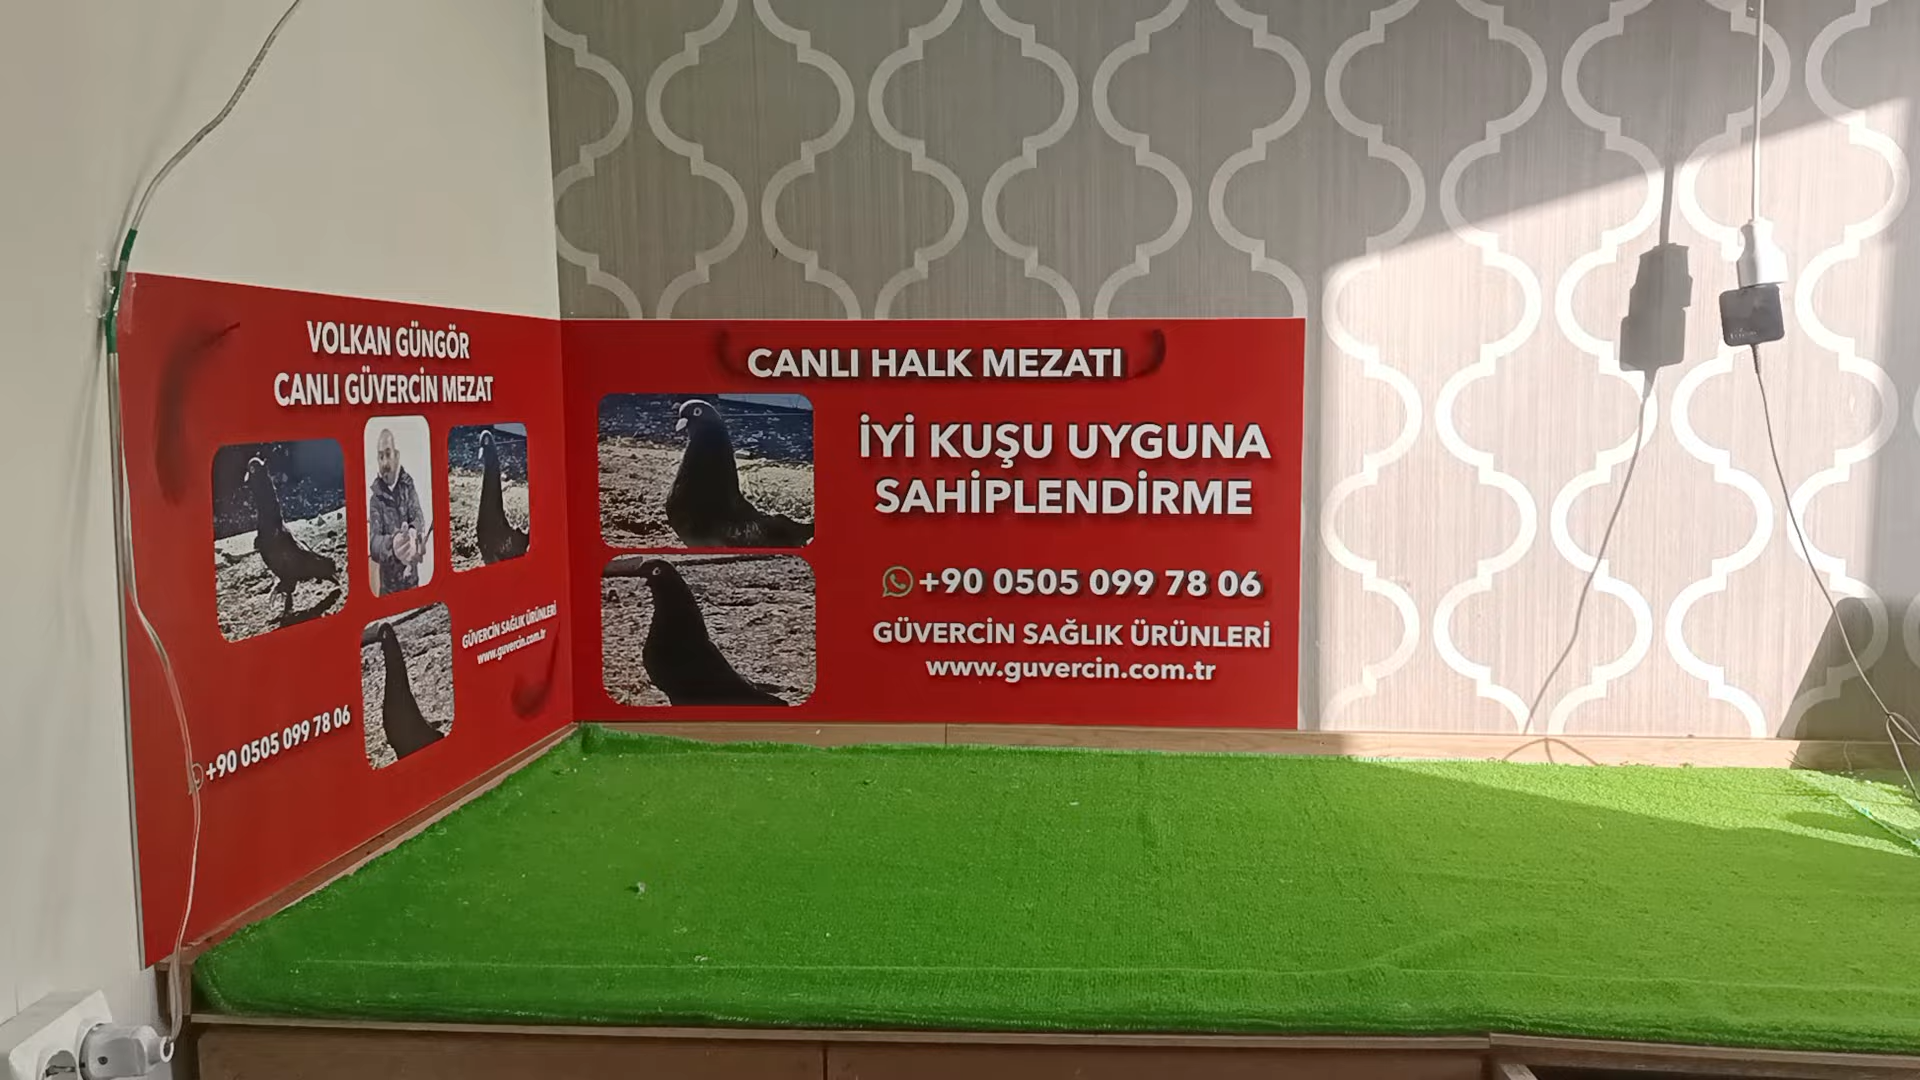 VOLKAN GÜNGÖR
CANLI GÜVERCİN MEZAT
GÜVERCİN SAĞLIK ÜRÜNLERİ
www.guvercin.com.tr
+90 0505 099 78 06
CANLI HALK MEZATI
İYİ KUŞU UYGUNA
SAHİPLENDİRME
+90 0505 099 78 06
GÜVERCİN SAĞLIK ÜRÜNLERİ
www.guvercin.com.tr